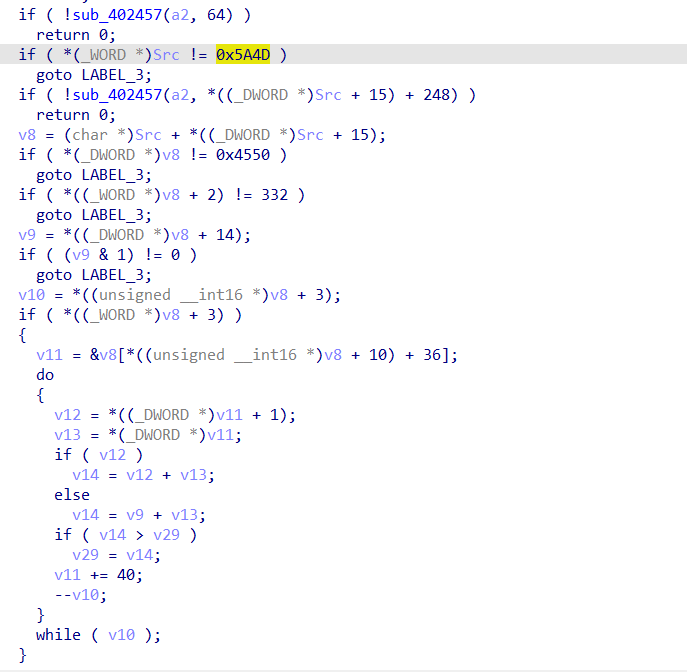 if ( !sub_402457(a2, 64) )
return 0;
if ( *(_WORD *)Src != 0x5A4D )
goto LABEL_3;
if ( !sub_402457(a2, *((_DWORD *)Src + 15) + 248) )
return 0;
v8 = (char *)Src + *((_DWORD *)Src + 15);
if ( *(_DWORD *)v8 != 0x4550 )
goto LABEL_3;
if ( *((_WORD *)v8 + 2) != 332 )
goto LABEL_3;
v9 = *((_DWORD *)v8 + 14);
if ( (v9 & 1) != 0 )
goto LABEL_3;
v10 = *((unsigned __int16 *)v8 + 3);
if ( *((_WORD *)v8 + 3) )
{
v11 = &v8[*((unsigned __int16 *)v8 + 10) + 36];
do
{
v12 = *((_DWORD *)v11 + 1);
v13 = *(_DWORD *)v11;
if ( v12 )
v14 = v12 + v13;
else
v14 = v9 + v13;
if ( v14 > v29 )
v29 = v14;
v11 += 40;
--v10;
}
while ( v10 );
}